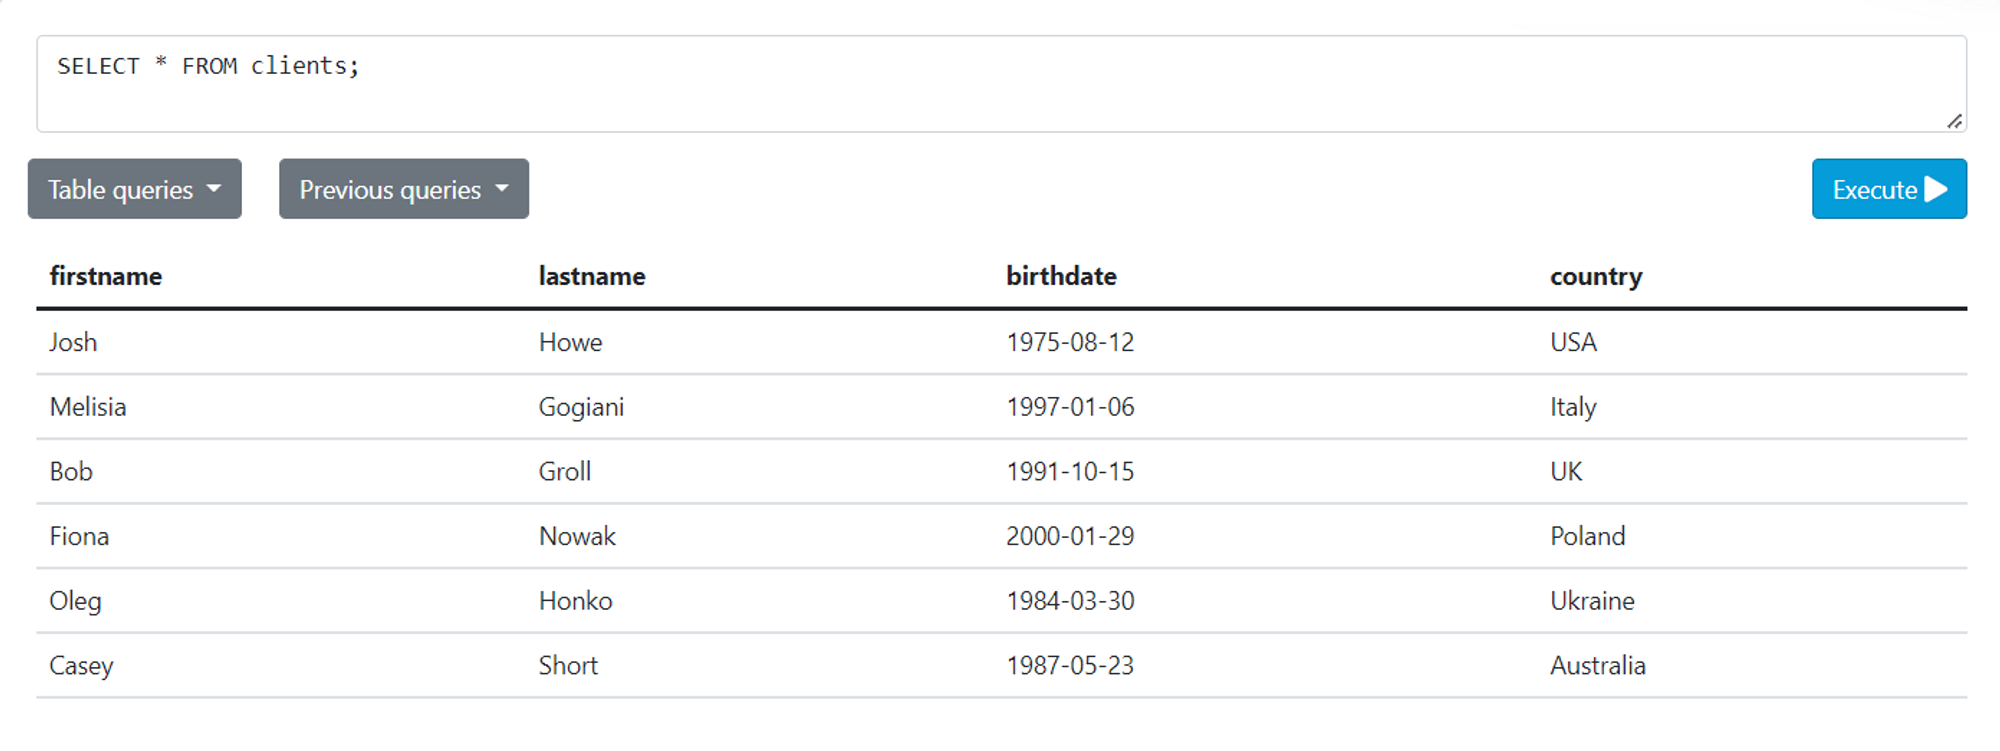 SELECT * FROM clients;
Table queries Previous queries Execute
firstname lastname birthdate country
Josh Howe 1975-08-12 USA
Melisia Gogiani 1997-01-06 Italy
Bob Groll 1991-10-15 UK
Fiona Nowak 2000-01-29 Poland
Oleg Honko 1984-03-30 Ukraine
Casey Short 1987-05-23 Australia